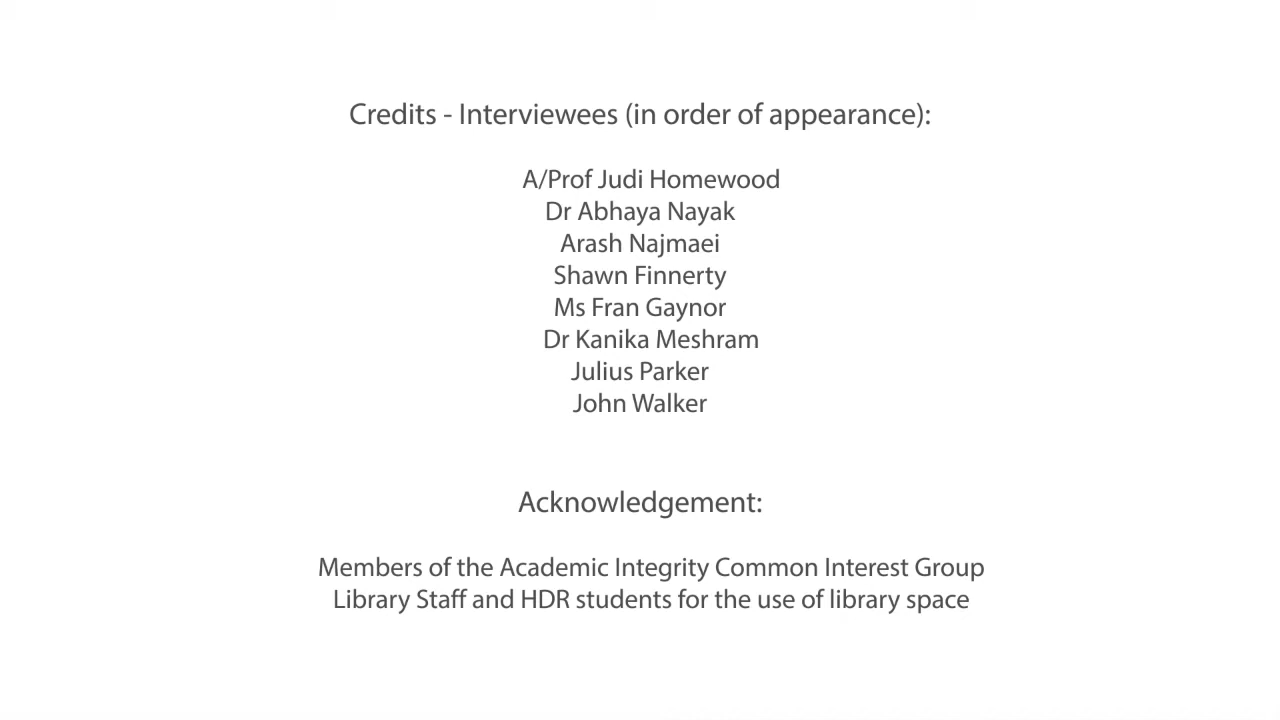 Credits - Interviewees (in order of appearance):
A/Prof Judi Homewood
Dr Abhaya Nayak
Arash Najmaei
Shawn Finnerty
Ms Fran Gaynor
Dr Kanika Meshram
Julius Parker
John Walker
Acknowledgement:
Members of the Academic Integrity Common Interest Group
Library Staff and HDR students for the use of library space